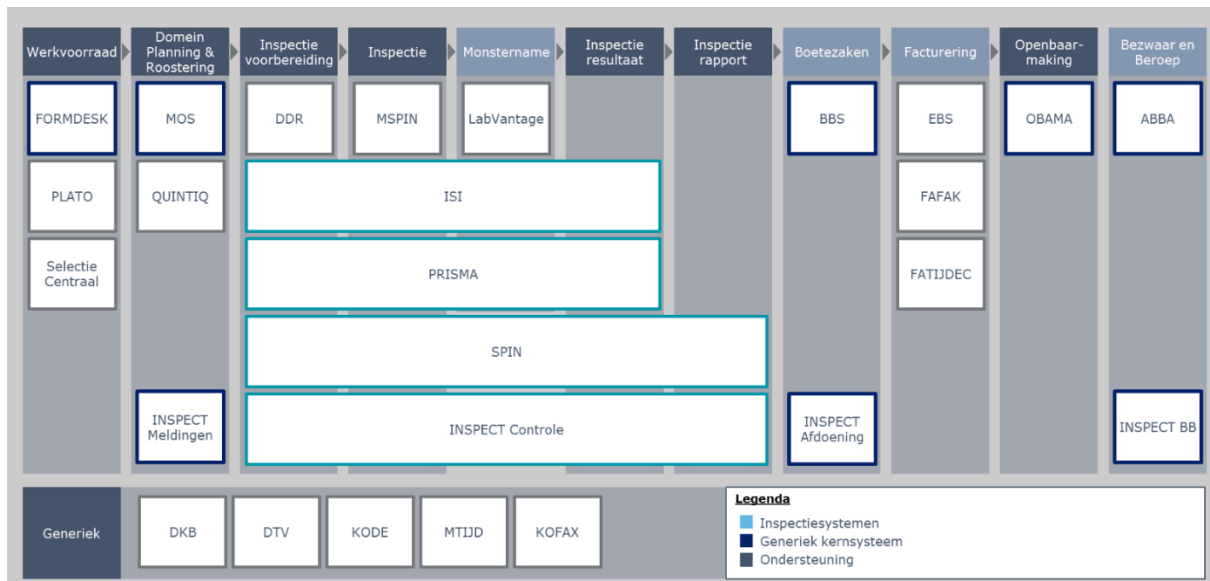 Werkvoorraad
Domein
Planning &
Roostering
Inspectie
voorbereiding
Inspectie
Monstername
Inspectie
resultaat
Inspectie
rapport
Boetezaken
Facturering
Openbaar-
making
Bezwaar en
Beroep
FORMDESK
MOS
DDR
MSPIN
LabVantage
BBS
EBS
OBAMA
ABBA
PLATO
QUINTIQ
ISI
FAFAK
Selectie
Centraal
PRISMA
FATIJDEC
SPIN
INSPECT
Meldingen
INSPECT Controle
INSPECT
Afdoening
INSPECT BB
Generiek
DKB
DTV
KODE
MTIJD
KOFAX
Legenda
Inspectiesystemen
Generiek kernsysteem
Ondersteuning